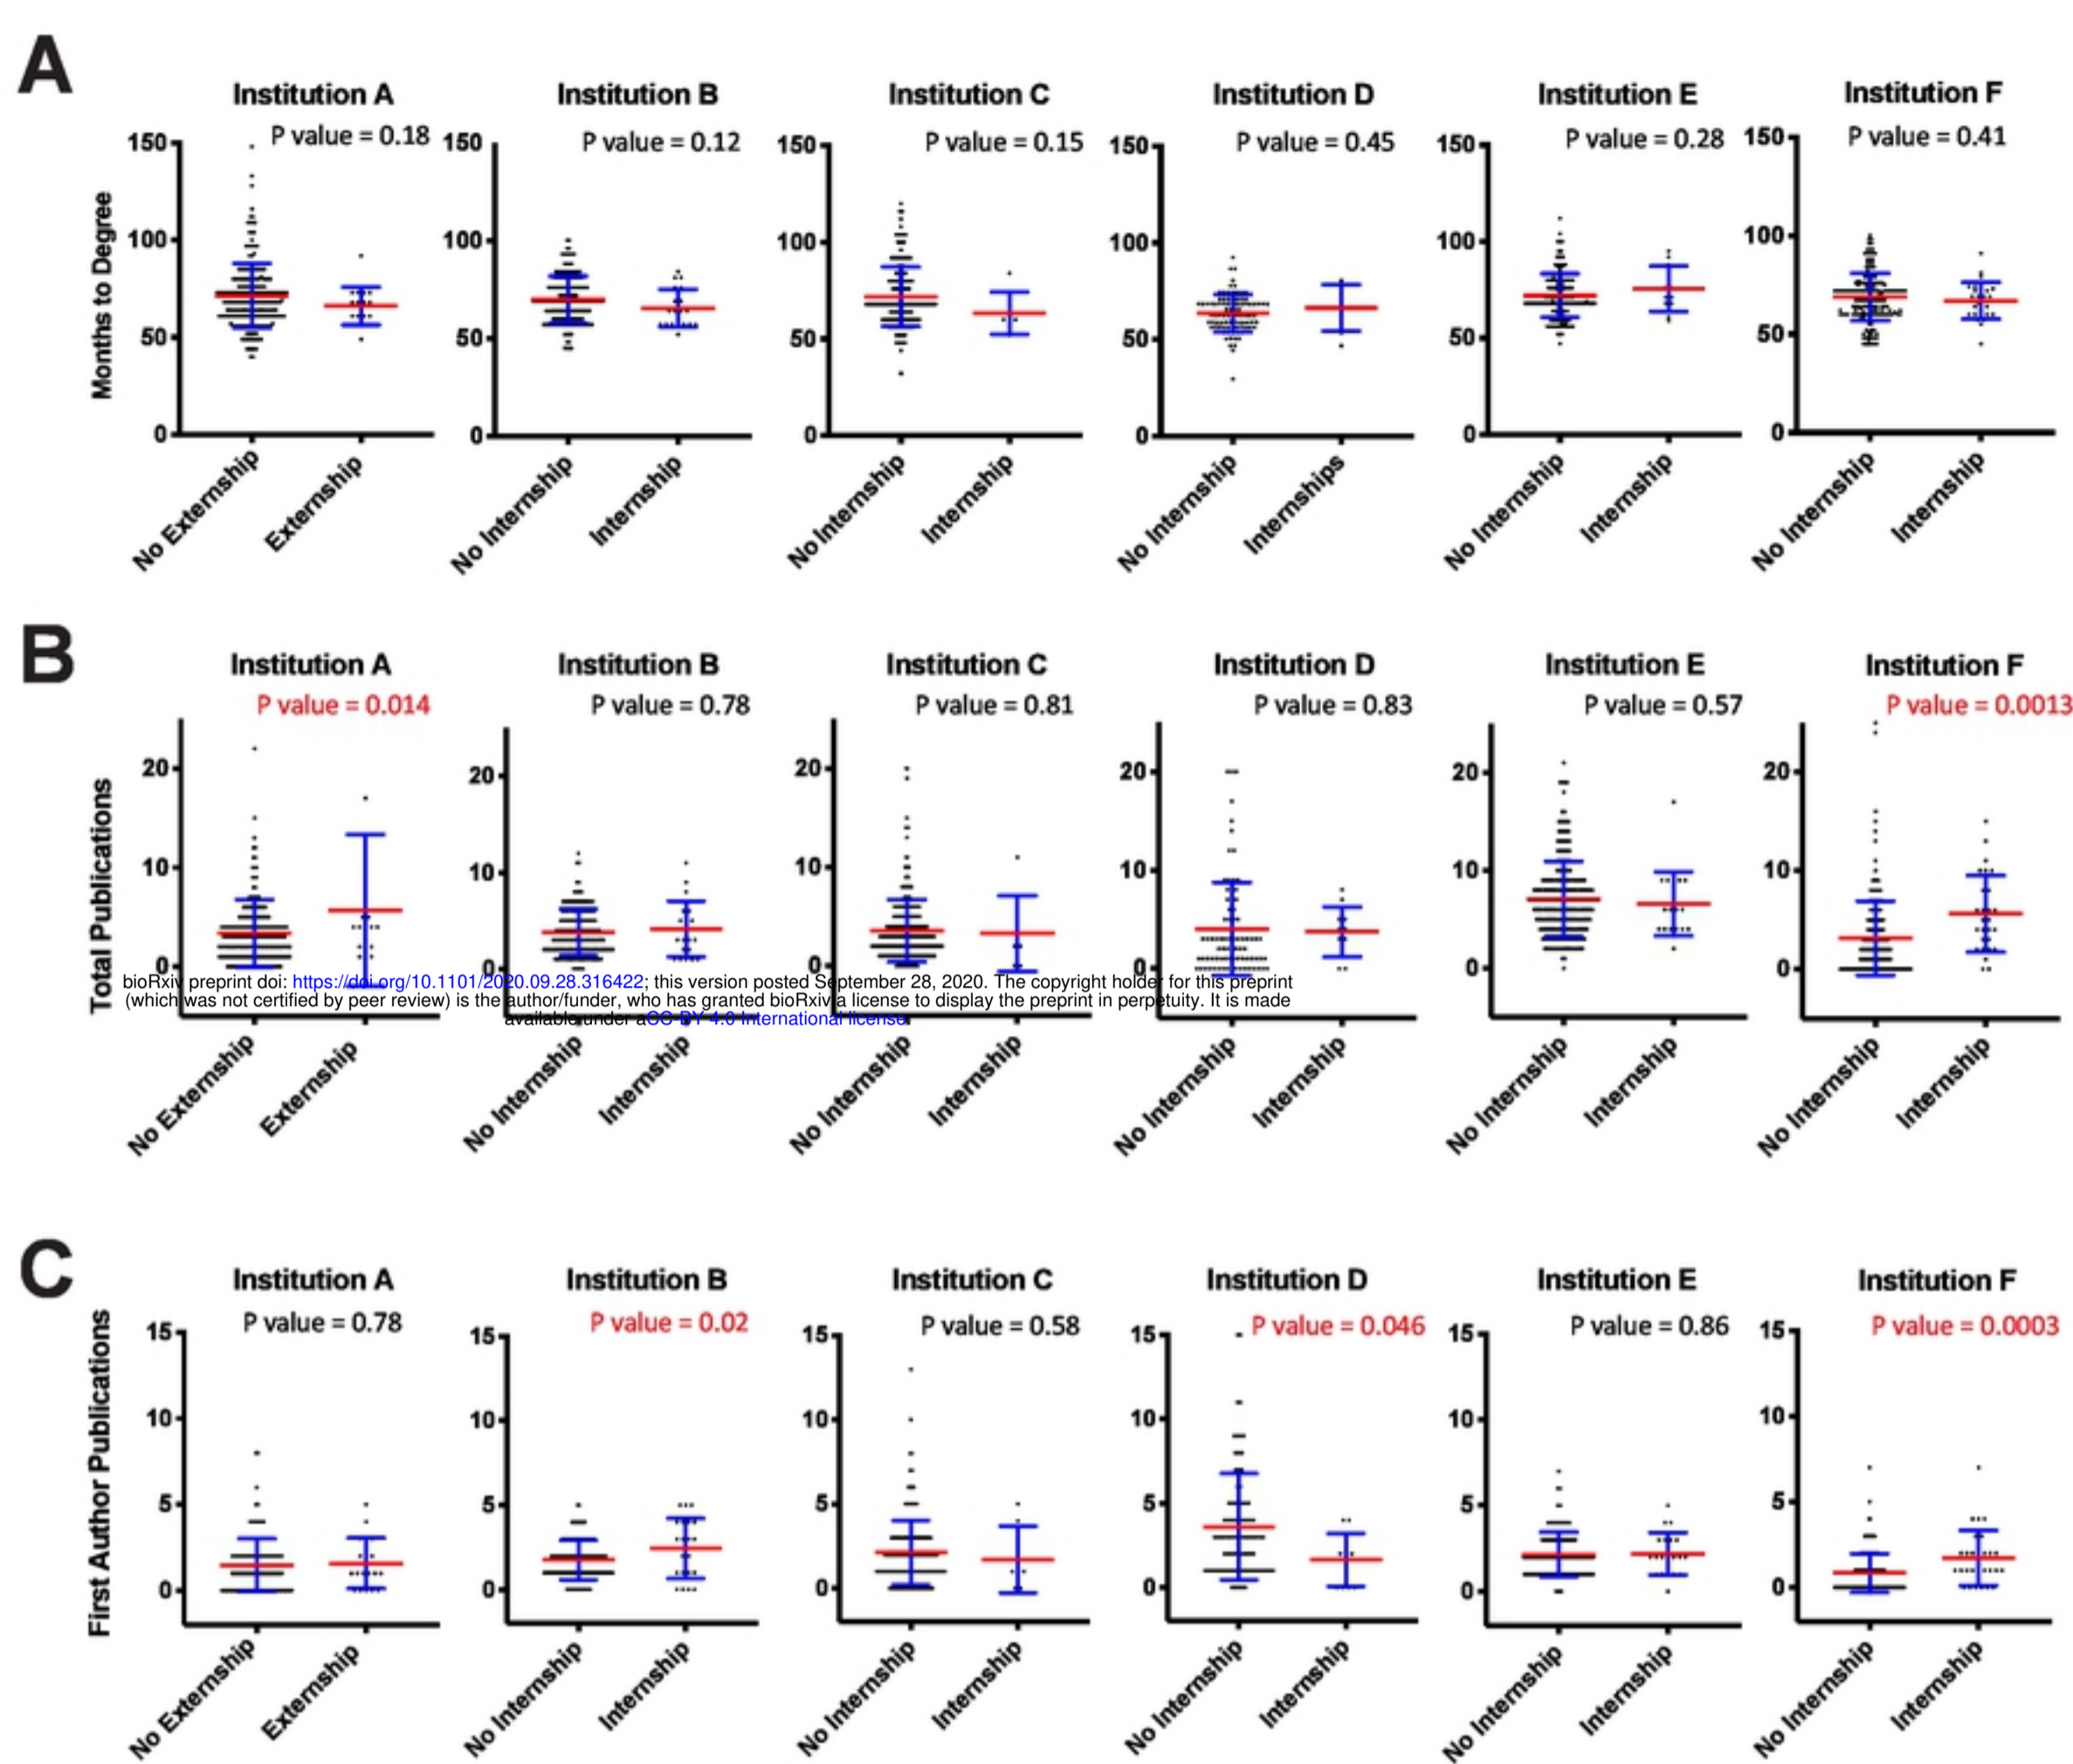 A
Institution A
P value = 0.18
Institution B
P value = 0.12
Institution C
P value = 0.15
Institution D
P value = 0.45
Institution E
P value = 0.28
Institution F
P value = 0.41
Months to Degree
150
100
50
0
No Externship
Externship
150
100
50
0
No Internship
Internship
150
100
50
0
No Internship
Internship
150
100
50
0
No Internship
Internships
150
100
50
0
No Internship
Internship
150
100
50
0
No Internship
Internship
B
Institution A
P value = 0.014
Institution B
P value = 0.78
Institution C
P value = 0.81
Institution D
P value = 0.83
Institution E
P value = 0.57
Institution F
P value = 0.0013
Total Publications
20
10
0
No Externship
Externship
20
10
0
No Internship
Internship
20
10
0
No Internship
Internship
20
10
0
No Internship
Internship
20
10
0
No Internship
Internship
20
10
0
No Internship
Internship
bioRxiv preprint doi: https://doi.org/10.1101/2020.09.28.316422; this version posted September 28, 2020. The copyright holder for this preprint
(which was not certified by peer review) is the author/funder, who has granted bioRxiv a license to display the preprint in perpetuity. It is made
available under aCC-BY 4.0 International license.
C
Institution A
P value = 0.78
Institution B
P value = 0.02
Institution C
P value = 0.58
Institution D
P value = 0.046
Institution E
P value = 0.86
Institution F
P value = 0.0003
First Author Publications
15
10
5
0
No Externship
Externship
15
10
5
0
No Internship
Internship
15
10
5
0
No Internship
Internship
15
10
5
0
No Internship
Internship
15
10
5
0
No Internship
Internship
15
10
5
0
No Internship
Internship